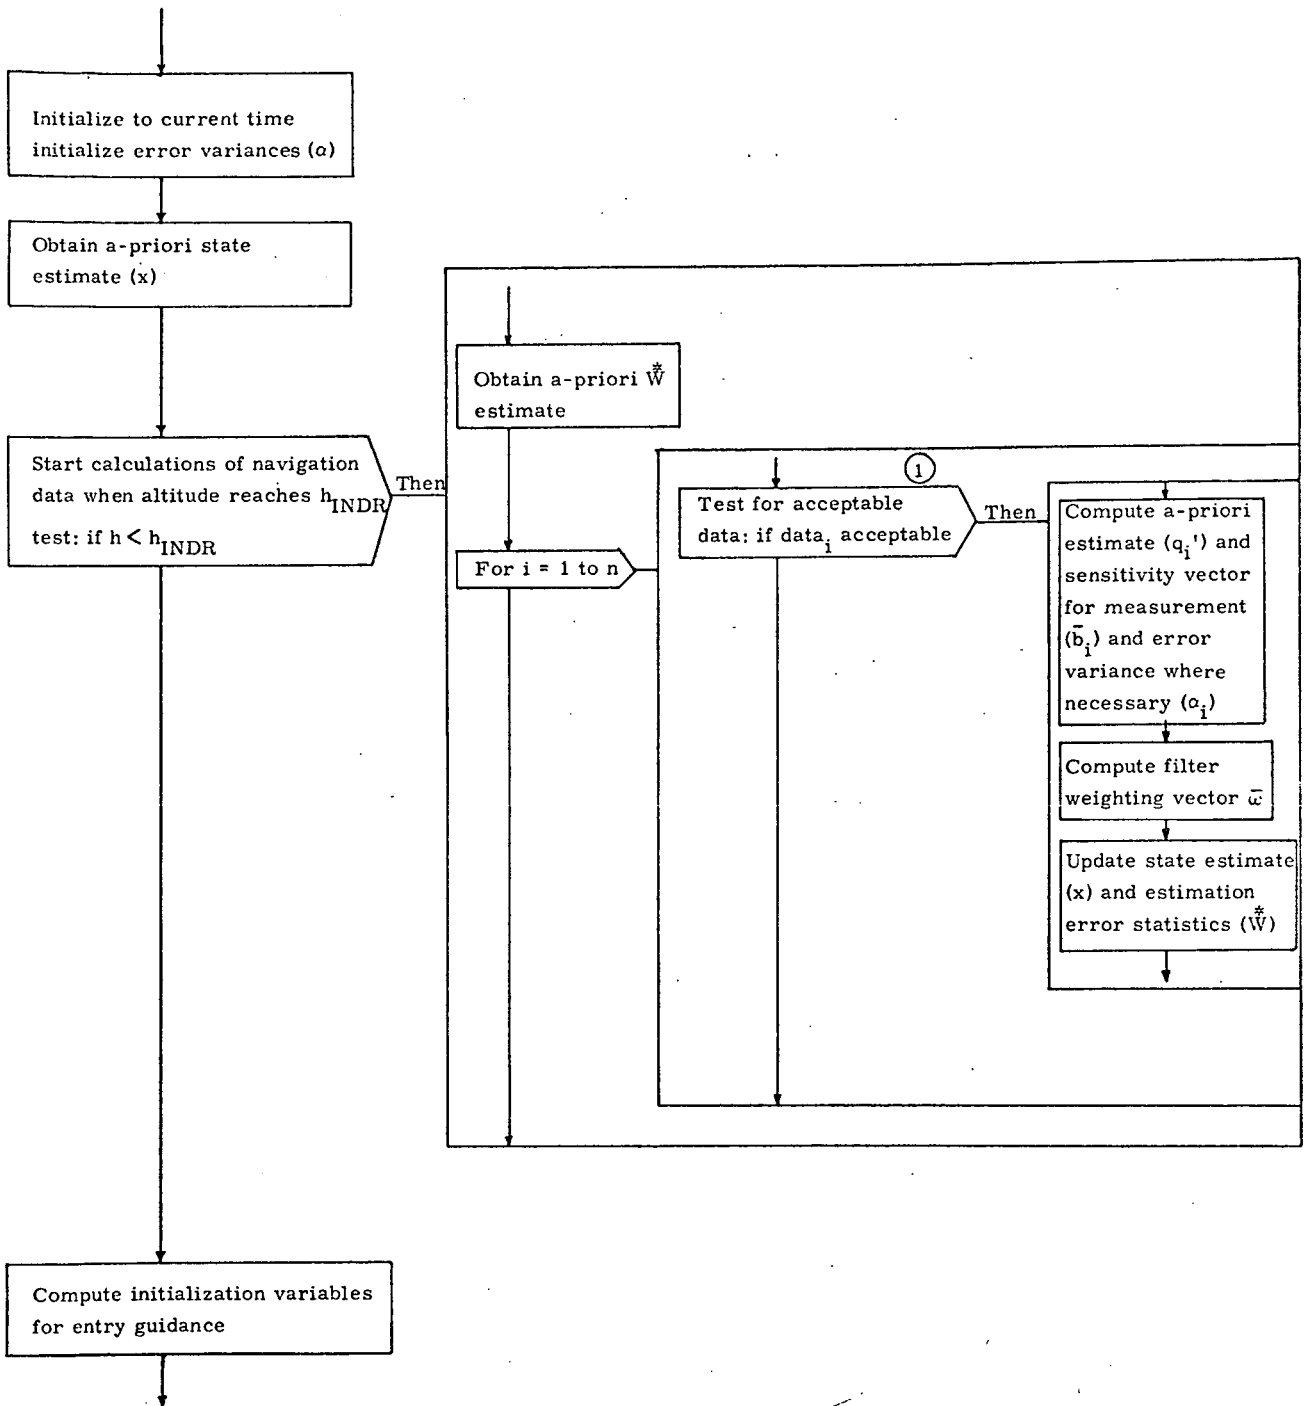 Initialize to current time
initialize error variances (α)
Obtain a-priori state
estimate (x)
Start calculations of navigation
data when altitude reaches h_INDR
test: if h < h_INDR
Then
Obtain a-priori W̽
estimate
For i = 1 to n
1
Test for acceptable
data: if data_i acceptable
Then
Compute a-priori
estimate (q_i') and
sensitivity vector
for measurement
(b̄_i) and error
variance where
necessary (α_i)
Compute filter
weighting vector ω̄
Update state estimate
(x) and estimation
error statistics (W̽)
Compute initialization variables
for entry guidance